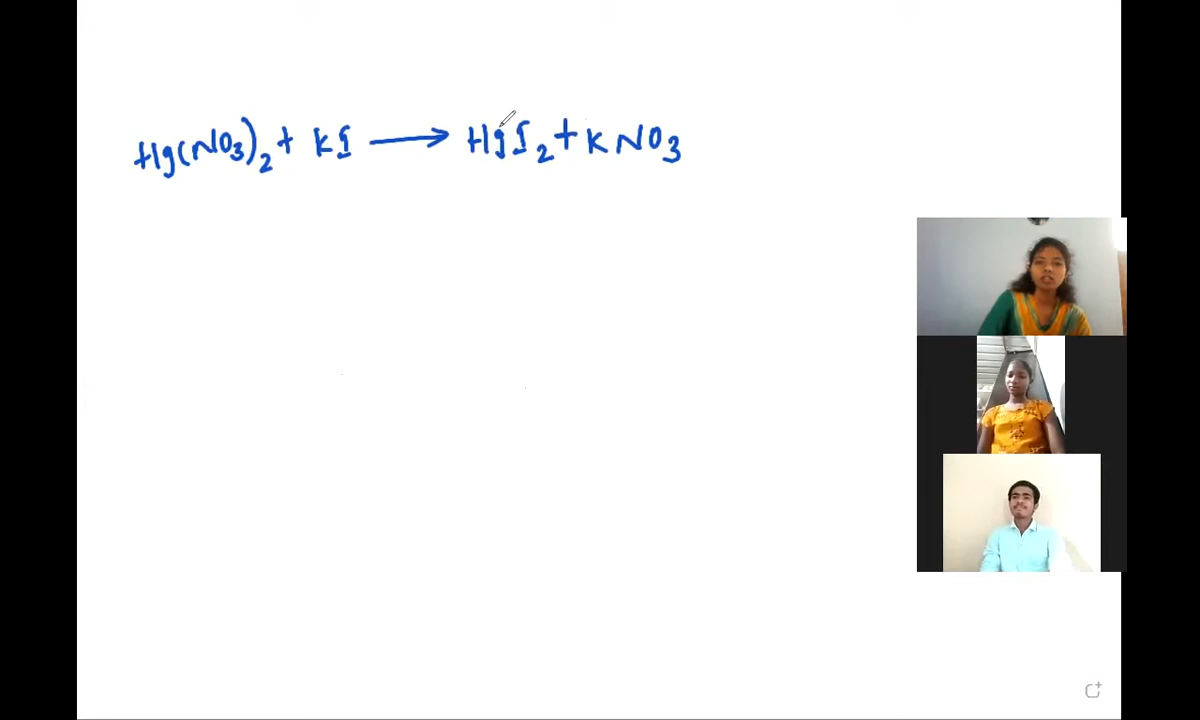 Hg(NO₃)₂ + KI ⟶ HgI₂ + KNO₃